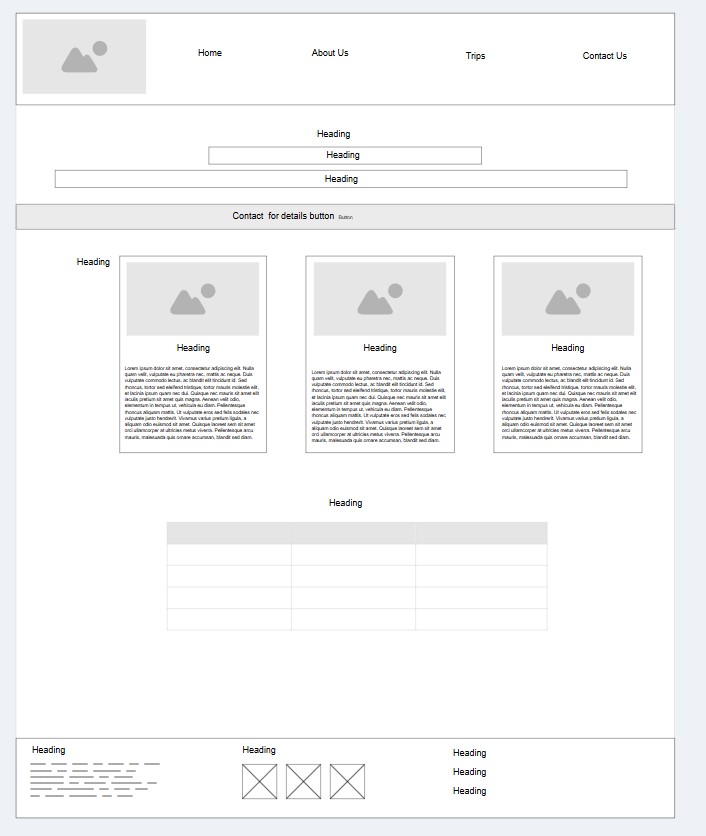 Home
About Us
Trips
Contact Us
Heading
Heading
Heading
Contact for details button Button
Heading
Heading
Lorem ipsum dolor sit amet, consectetur adipiscing elit. Nulla
quam velit, vulputate eu pharetra nec, mattis ac neque. Duis
vulputate commodo lectus, ac blandit elit tincidunt id. Sed
rhoncus, tortor sed eleifend tristique, tortor mauris molestie elit,
et lacinia ipsum quam nec dui. Quisque nec mauris sit amet
iaculis pretium sit amet quis magna. Aenean velit odio,
elementum in tempus ut, vehicula eu diam. Pellentesque
rhoncus aliquam mattis. Ut vulputate eros sed felis sodales nec
vulputate justo hendrerit. Vivamus varius pretium ligula, a
aliquam odio euismod sit amet. Quisque laoreet sem sit amet
orci ullamcorper at ultricies metus viverra. Pellentesque arcu
mauris, malesuada quis ornare accumsan, blandit sed diam.
Heading
Lorem ipsum dolor sit amet, consectetur adipiscing elit. Nulla
quam velit, vulputate eu pharetra nec, mattis ac neque. Duis
vulputate commodo lectus, ac blandit elit tincidunt id. Sed
rhoncus, tortor sed eleifend tristique, tortor mauris molestie elit,
et lacinia ipsum quam nec dui. Quisque nec mauris sit amet
iaculis pretium sit amet quis magna. Aenean velit odio,
elementum in tempus ut, vehicula eu diam. Pellentesque
rhoncus aliquam mattis. Ut vulputate eros sed felis sodales nec
vulputate justo hendrerit. Vivamus varius pretium ligula, a
aliquam odio euismod sit amet. Quisque laoreet sem sit amet
orci ullamcorper at ultricies metus viverra. Pellentesque arcu
mauris, malesuada quis ornare accumsan, blandit sed diam.
Heading
Lorem ipsum dolor sit amet, consectetur adipiscing elit. Nulla
quam velit, vulputate eu pharetra nec, mattis ac neque. Duis
vulputate commodo lectus, ac blandit elit tincidunt id. Sed
rhoncus, tortor sed eleifend tristique, tortor mauris molestie elit,
et lacinia ipsum quam nec dui. Quisque nec mauris sit amet
iaculis pretium sit amet quis magna. Aenean velit odio,
elementum in tempus ut, vehicula eu diam. Pellentesque
rhoncus aliquam mattis. Ut vulputate eros sed felis sodales nec
vulputate justo hendrerit. Vivamus varius pretium ligula, a
aliquam odio euismod sit amet. Quisque laoreet sem sit amet
orci ullamcorper at ultricies metus viverra. Pellentesque arcu
mauris, malesuada quis ornare accumsan, blandit sed diam.
Heading
Heading
Heading
Heading
Heading
Heading